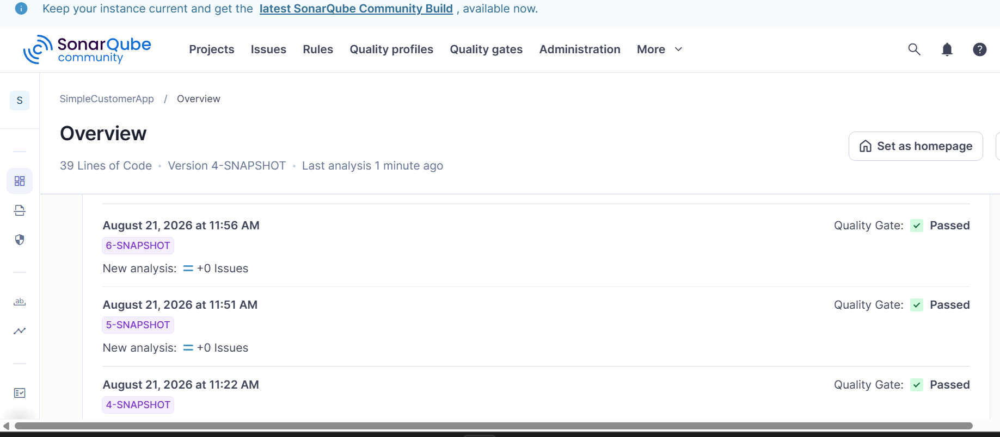 Keep your instance current and get the latest SonarQube Community Build , available now.
SonarQube community
Projects Issues Rules Quality profiles Quality gates Administration More
?
S
SimpleCustomerApp / Overview
Overview
Set as homepage
39 Lines of Code • Version 4-SNAPSHOT • Last analysis 1 minute ago
August 21, 2026 at 11:56 AM Quality Gate: Passed
6-SNAPSHOT
New analysis: +0 Issues
August 21, 2026 at 11:51 AM Quality Gate: Passed
5-SNAPSHOT
New analysis: +0 Issues
ab
August 21, 2026 at 11:22 AM Quality Gate: Passed
4-SNAPSHOT